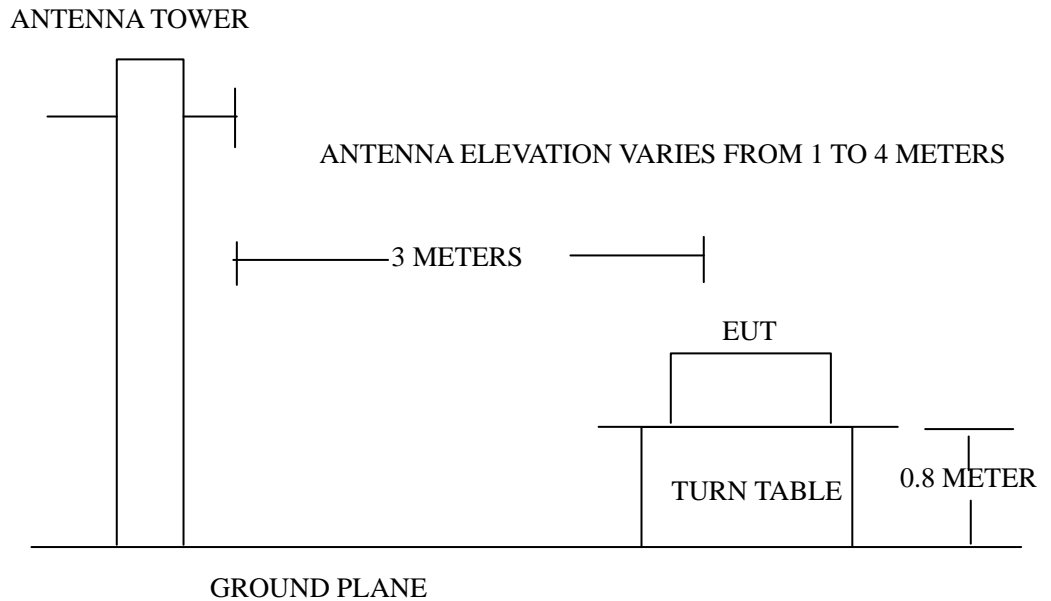 ANTENNA TOWER
ANTENNA ELEVATION VARIES FROM 1 TO 4 METERS
3 METERS
EUT
TURN TABLE
0.8 METER
GROUND PLANE